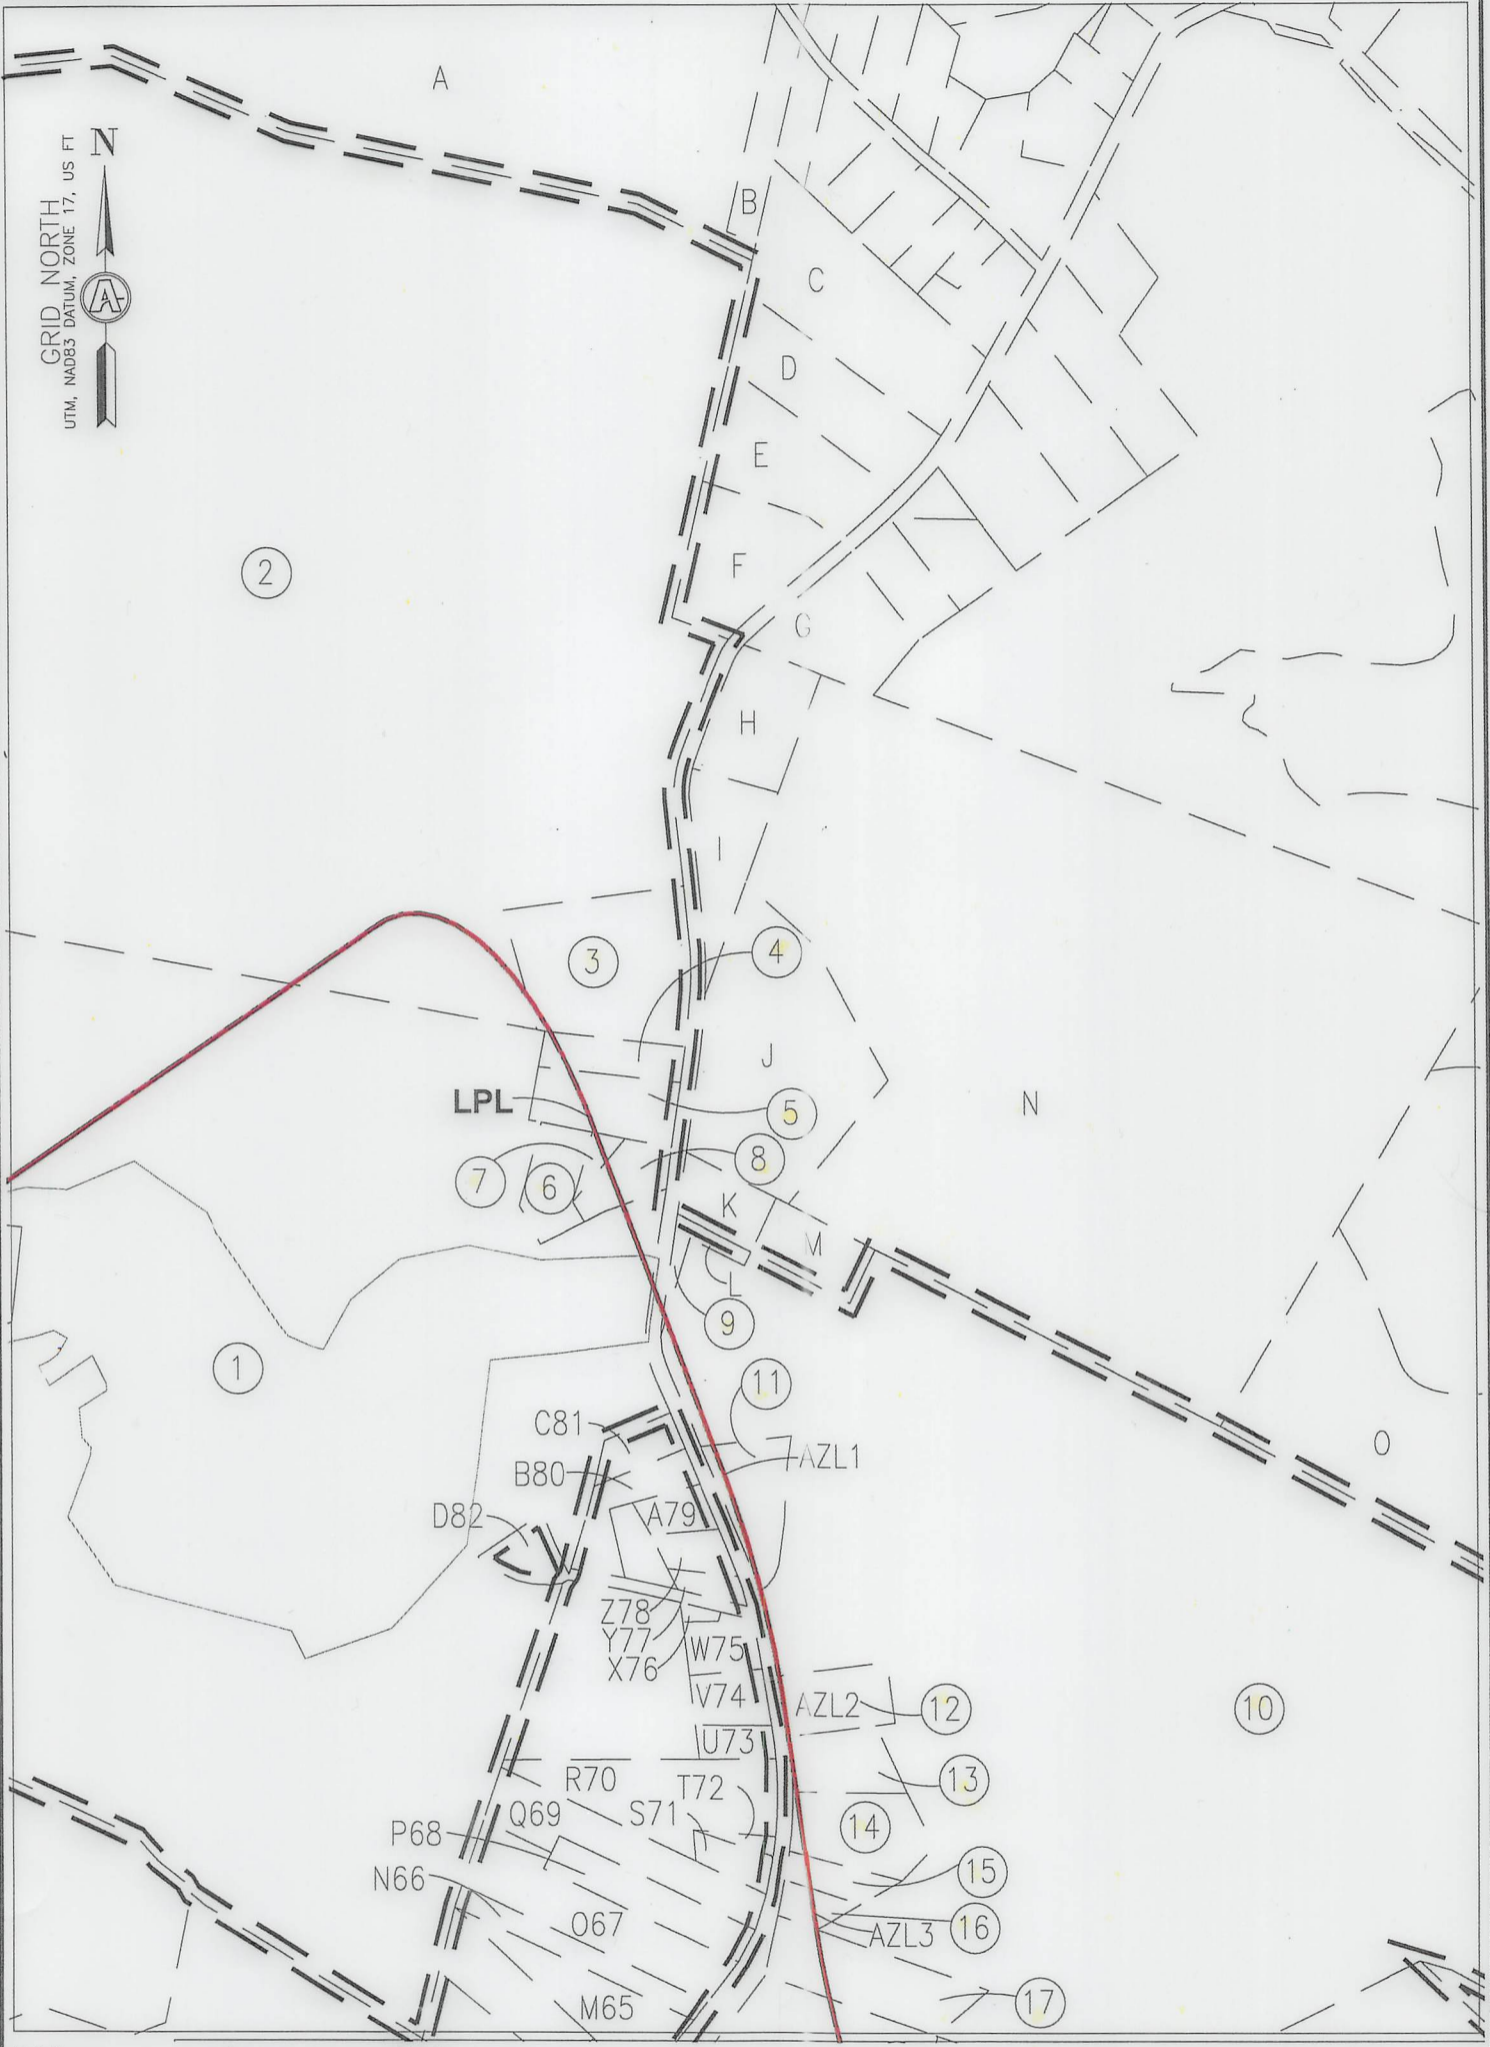 A
N
GRID NORTH
UTM, NAD83 DATUM, ZONE 17, US FT
A
B
C
D
E
2
F
G
H
I
3
4
J
LPL
5
N
8
7
6
K
M
L
9
1
11
C81
O
AZL1
B80
A79
D82
Z78
Y77
W75
X76
V74
AZL2
12
10
U73
R70
T72
13
Q69
S71
14
P68
15
N66
O67
AZL3
16
M65
17